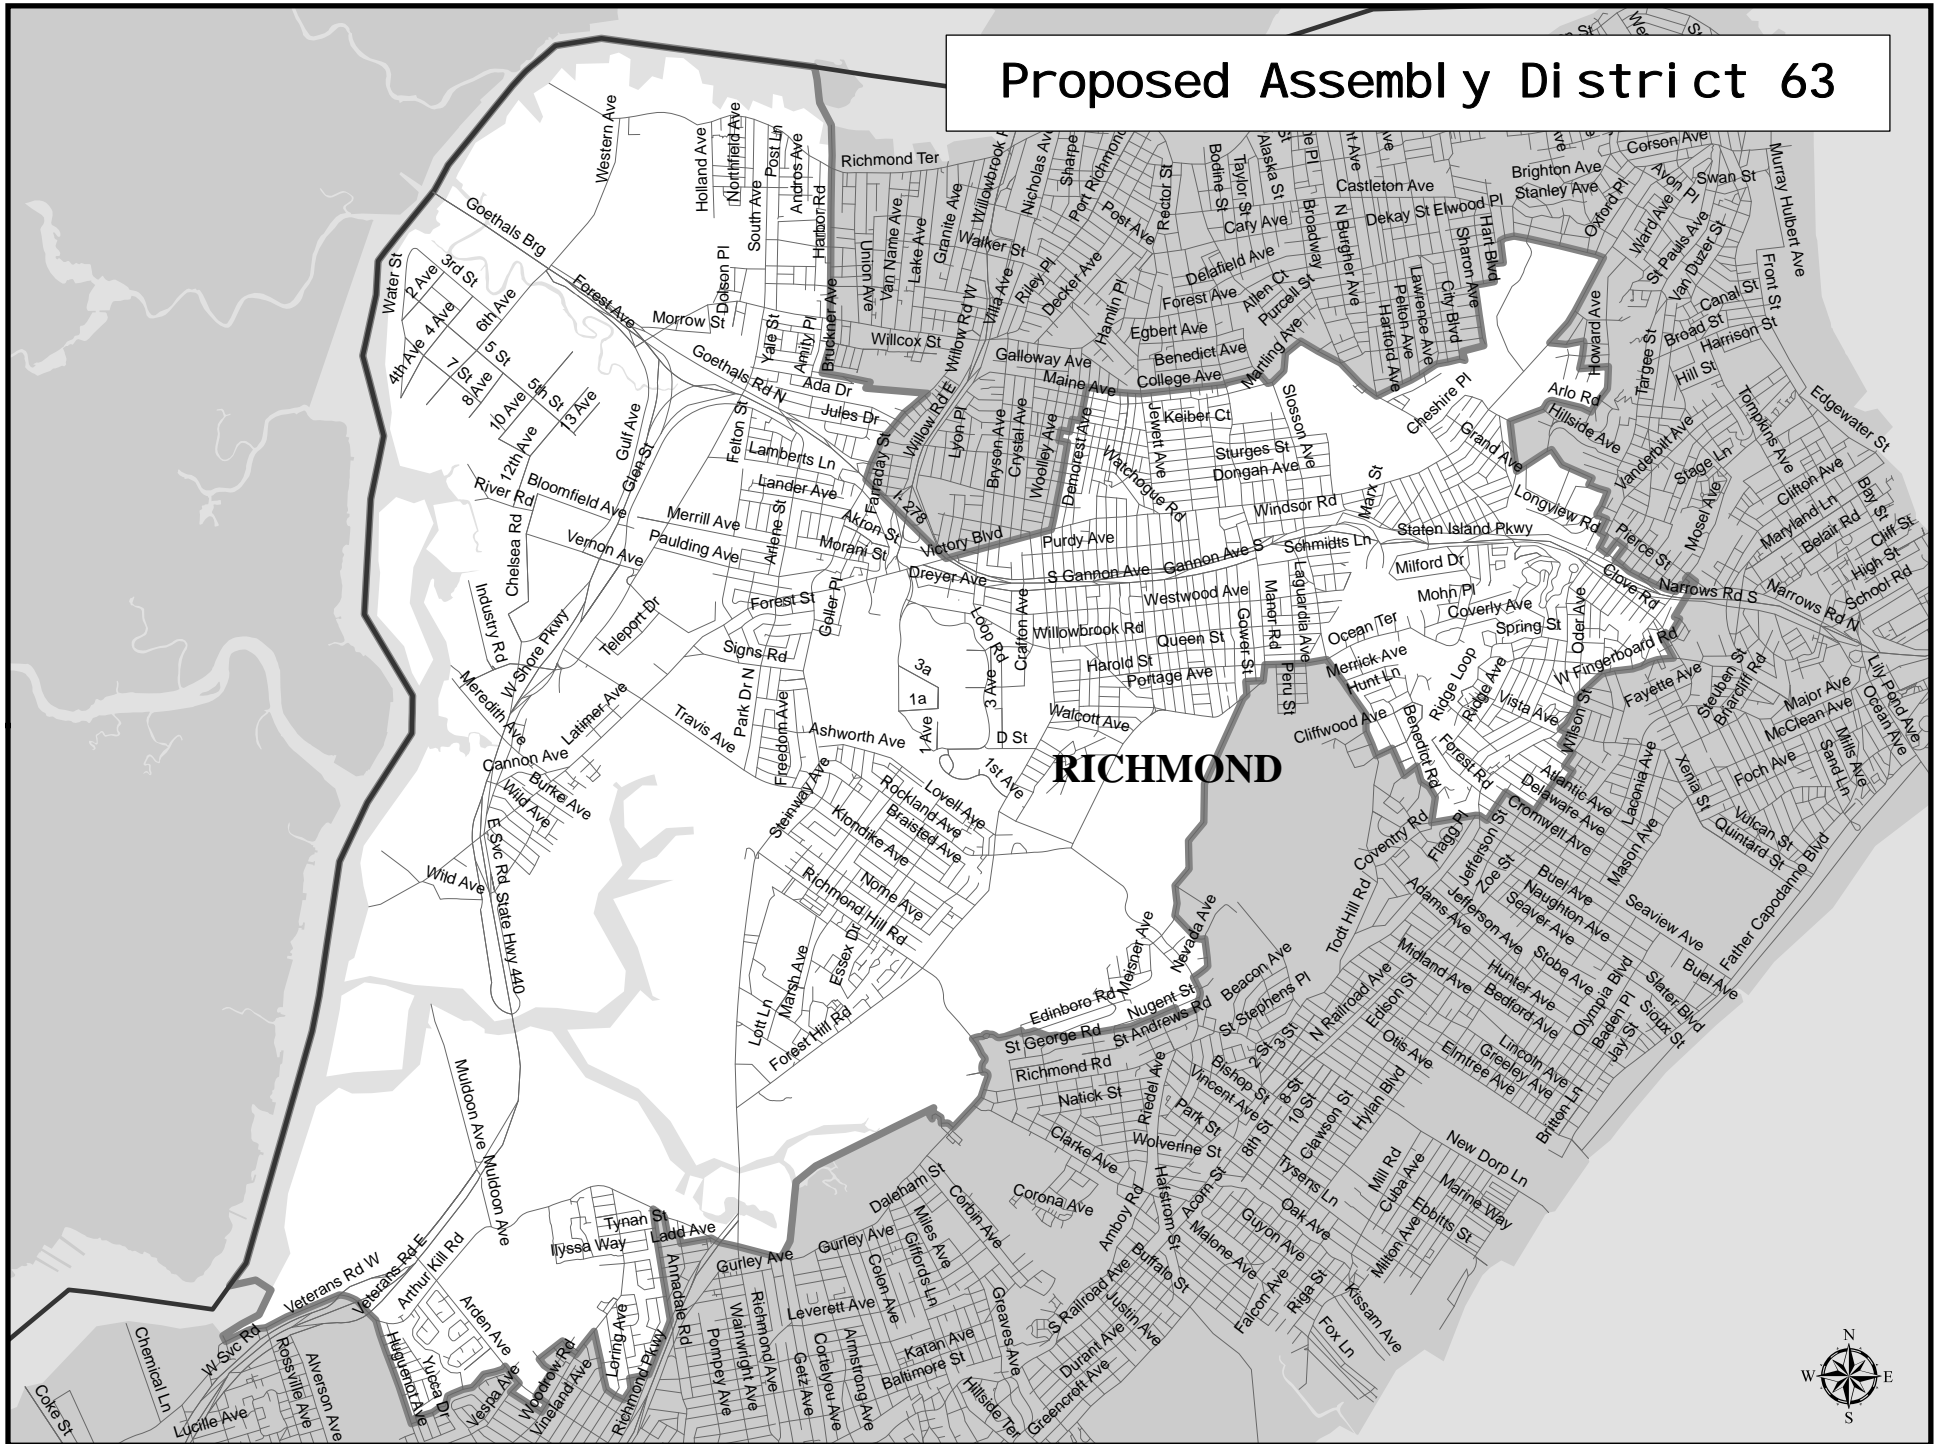 Proposed Assembly District 63
RICHMOND
Western Ave
Holland Ave
Northfield Ave
Post Ln
South Ave
Andros Ave
Harbor Rd
Dolson Pl
Richmond Ter
Union Ave
Van Name Ave
Lake Ave
Granite Ave
Willowbrook
Nicholas Av
Sharpe
Port Richmond
Walker St
Post Ave
Rector St
Bodine St
Taylor St
Alaska St
Broadway
Castleton Ave
N Burgher Ave
Dekay St
Elwood Pl
Hart Blvd
Sharon Ave
Brighton Ave
Stanley Ave
Corson Ave
Avon Pl
Swan St
Oxford Pl
Ward Ave
St Pauls Ave
Van Duzer St
Murray Hulbert Ave
Front St
Canal St
Broad St
Harrison St
Howard Ave
Targee St
Hill St
Cary Ave
Delafield Ave
Forest Ave
Allen Ct
Purcell St
Egbert Ave
Benedict Ave
College Ave
Martling Ave
Hamlin Pl
Riley Pl
Decker Ave
Villa Ave
Willow Rd W
Willow Rd E
Willcox St
Galloway Ave
Maine Ave
Lawrence Ave
Pelton Ave
Hartford Ave
City Blvd
Goethals Brg
Water St
2 Ave
3rd St
4 Ave
4th Ave
6th Ave
5 St
7 St
8 Ave
5th St
10 Ave
12th Ave
13 Ave
Forest Ave
Morrow St
Yale St
Amity Pl
Bruckner Ave
Goethals Rd N
Ada Dr
Jules Dr
Felton St
Lamberts Ln
Lander Ave
Farraday St
I- 278
Lyon Pl
Bryson Ave
Crystal Ave
Woolley Ave
Demorest Ave
Jewett Ave
Keiber Ct
Watchogue Rd
Slosson Ave
Sturges St
Dongan Ave
Windsor Rd
Marx St
Cheshire Pl
Grand Ave
Arlo Rd
Hillside Ave
Vanderbilt Ave
Stage Ln
Tompkins Ave
Edgewater St
Clifton Ave
Bay St
Maryland Ln
Belair Rd
Cliff St
High St
School Rd
Mosel Ave
Pierce St
Longview Rd
Staten Island Pkwy
Narrows Rd S
Narrows Rd N
Clove Rd
Gulf Ave
Glen St
River Rd
Bloomfield Ave
Merrill Ave
Vernon Ave
Paulding Ave
Arlene St
Akron St
Morani St
Victory Blvd
Purdy Ave
Dreyer Ave
S Gannon Ave
Gannon Ave S
Schmidts Ln
Milford Dr
Mohn Pl
Coverly Ave
Spring St
Oder Ave
W Fingerboard Rd
Chelsea Rd
Industry Rd
W Shore Pkwy
Teleport Dr
Forest St
Goller Pl
Signs Rd
Loop Rd
Crafton Ave
Westwood Ave
Willowbrook Rd
Queen St
Gower St
Manor Rd
Laguardia Ave
Ocean Ter
Merrick Ave
Hunt Ln
Harold St
Portage Ave
Peru St
Walcott Ave
3a
1a
1 Ave
3 Ave
D St
1st Ave
Meredith Ave
Latimer Ave
Travis Ave
Park Dr N
Freedom Ave
Ashworth Ave
Cannon Ave
Burke Ave
Wild Ave
Steinway Ave
Rockland Ave
Lovell Ave
Braisted Ave
Klondike Ave
Nome Ave
Richmond Hill Rd
Wild Ave
E Svc Rd
State Hwy 440
Marsh Ave
Essex Dr
Lott Ln
Forest Hill Rd
Cliffwood Ave
Benedict Rd
Ridge Loop
Ridge Ave
Vista Ave
Forest Rd
Wilson St
Fayette Ave
Steuben St
Briarcliff Rd
Major Ave
McClean Ave
Lily Pond Ave
Ocean Ave
Mills Ave
Sand Ln
Foch Ave
Xenia St
Vulcan St
Quintard St
Laconia Ave
Mason Ave
Atlantic Ave
Delaware Ave
Cromwell Ave
Coventry Rd
Flagg Pl
Jefferson St
Zoe St
Buel Ave
Naughton Ave
Seaver Ave
Seaview Ave
Father Capodanno Blvd
Adams Ave
Jefferson Ave
Todt Hill Rd
Midland Ave
Stobe Ave
Hunter Ave
Bedford Ave
Olympia Blvd
Baden Pl
Jay St
Slater Blvd
Sioux St
Buel Ave
Lincoln Ave
Greeley Ave
Elmtree Ave
Britton Ln
Meisner Ave
Nevada Ave
Edinboro Rd
Nugent St
St George Rd
St Andrews Rd
Beacon Ave
St Stephens Pl
N Railroad Ave
Edison St
Otis Ave
Hylan Blvd
Richmond Rd
Natick St
Riedel Ave
2 St
3 St
Bishop St
Vincent Ave
8 St
10 St
8th St
Clawson St
Park St
Wolverine St
Clarke Ave
Corona Ave
Amboy Rd
Hafstrom St
Acorn St
Tysens Ln
Oak Ave
Guyon Ave
Malone Ave
Buffalo St
Mill Rd
Cuba Ave
New Dorp Ln
Marine Way
Ebbitts St
Milton Ave
Kissam Ave
Riga St
Falcon Ave
Fox Ln
Muldoon Ave
Muldoon Ave
Tynan St
Ilyssa Way
Ladd Ave
Annadale Rd
Gurley Ave
Gurley Ave
Daleham St
Corbin Ave
Miles Ave
Giffords Ln
Colon Ave
Leverett Ave
Greaves Ave
S Railroad Ave
Justin Ave
Durant Ave
Greencroft Ave
Hillside Ter
Katan Ave
Baltimore St
Armstrong Ave
Cortelyou Ave
Getz Ave
Richmond Ave
Wainwright Ave
Pompey Ave
Veterans Rd W
Veterans Rd E
Arthur Kill Rd
Arden Ave
Loring Ave
Richmond Pkwy
Vineland Ave
Woodrow Rd
Vespa Ave
Yucca Dr
Huguenot Ave
W Svc Rd
Rossville Ave
Alverson Ave
Lucille Ave
Chemical Ln
Coke St
N
W
E
S